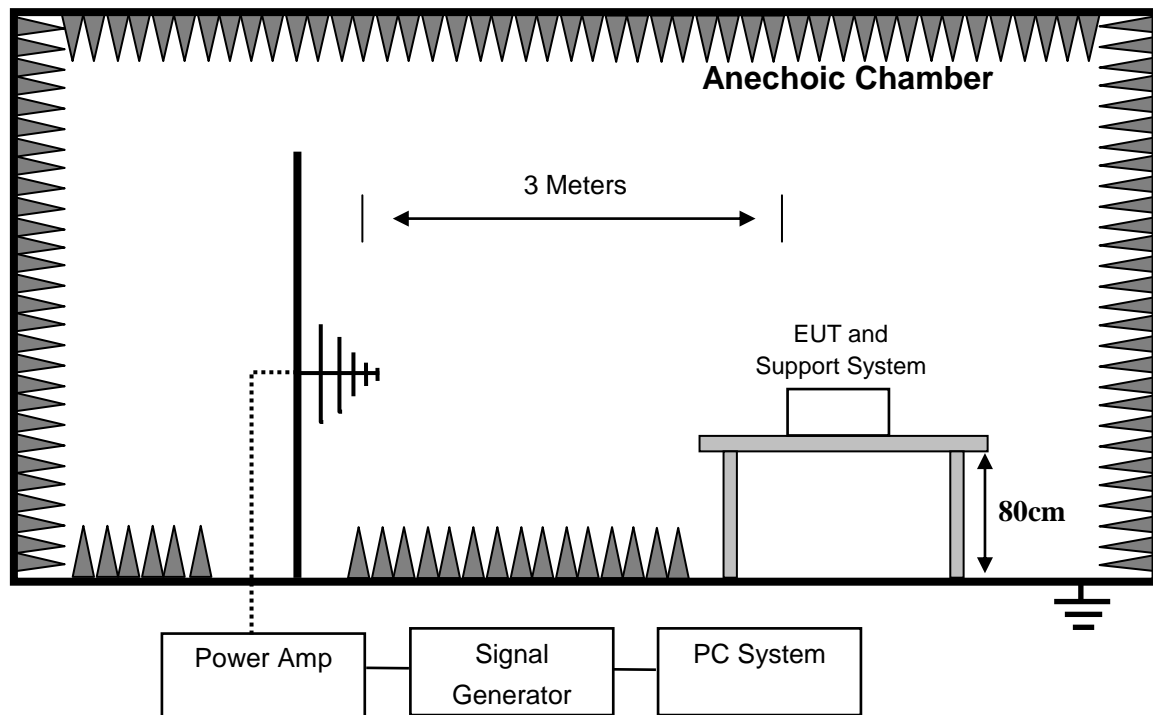 Anechoic Chamber
3 Meters
EUT and
Support System
80cm
Power Amp
Signal
Generator
PC System